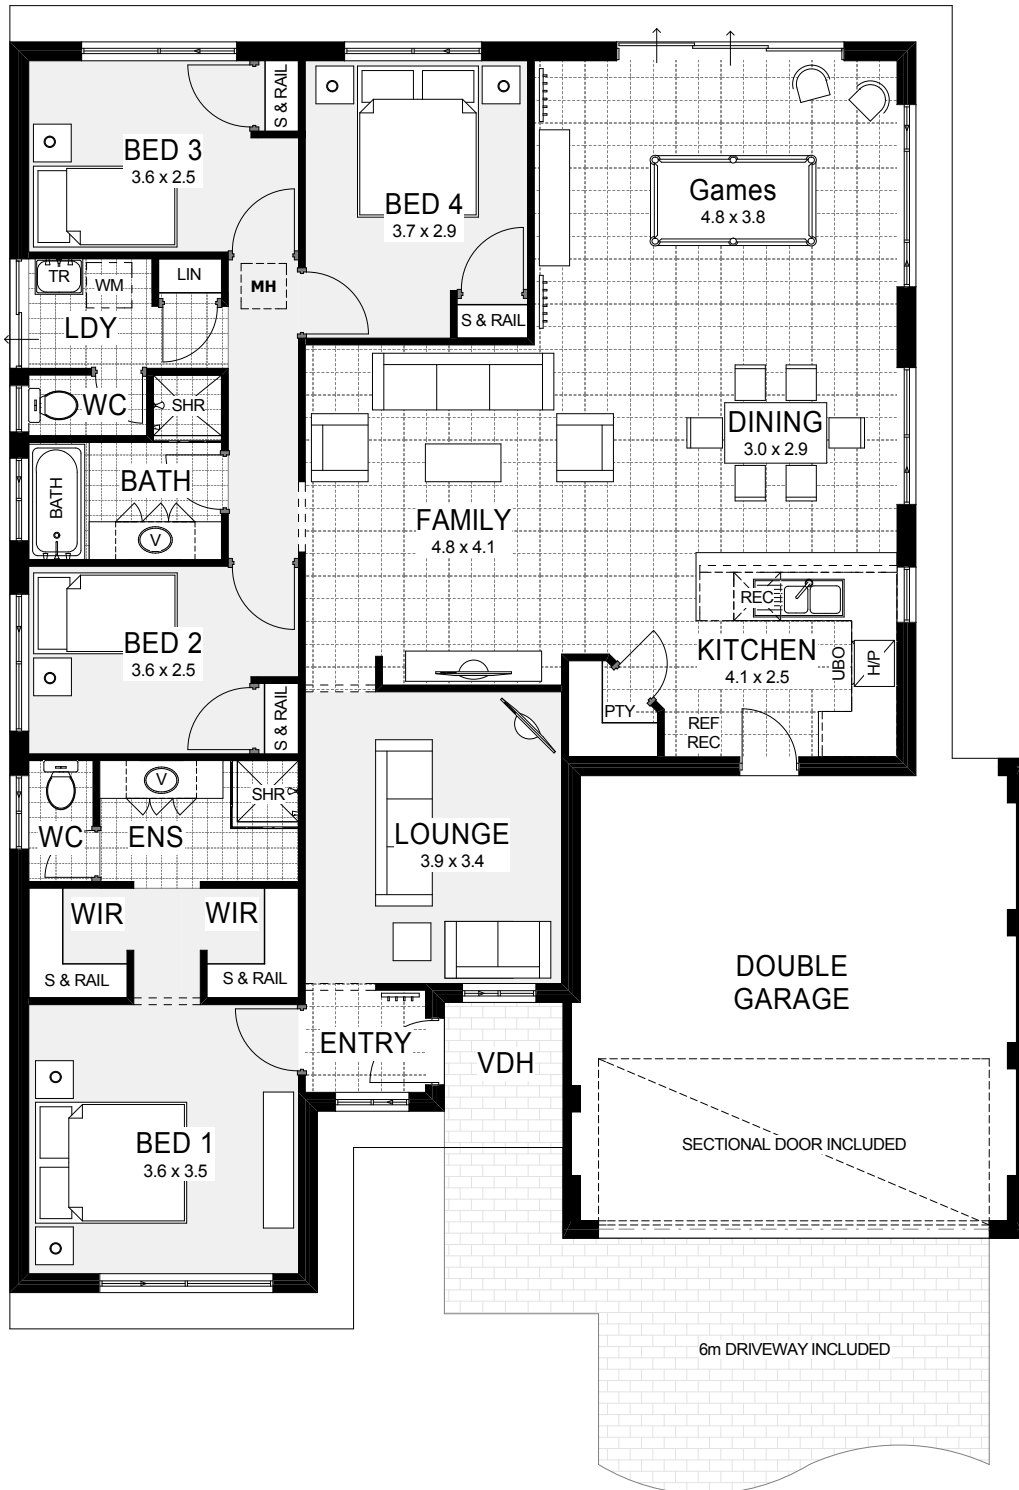 S & RAIL
BED 3
3.6 x 2.5
BED 4
3.7 x 2.9
Games
4.8 x 3.8
TR
WM
LIN
MH
LDY
S & RAIL
WC
SHR
DINING
3.0 x 2.9
BATH
BATH
V
FAMILY
4.8 x 4.1
REC
BED 2
3.6 x 2.5
KITCHEN
4.1 x 2.5
UBO
H/P
S & RAIL
PTY
REF
REC
V
SHR
WC
ENS
LOUNGE
3.9 x 3.4
WIR
WIR
S & RAIL
S & RAIL
DOUBLE
GARAGE
ENTRY
VDH
BED 1
3.6 x 3.5
SECTIONAL DOOR INCLUDED
6m DRIVEWAY INCLUDED